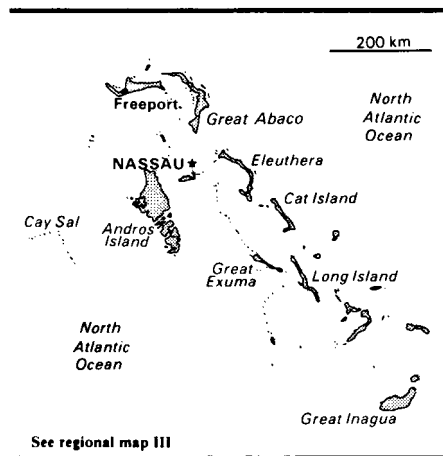 200 km
Freeport
Great Abaco
North
Atlantic
Ocean
NASSAU
Eleuthera
Cat Island
Cay Sal
Andros
Island
Great
Exuma
Long Island
North
Atlantic
Ocean
Great Inagua
See regional map III